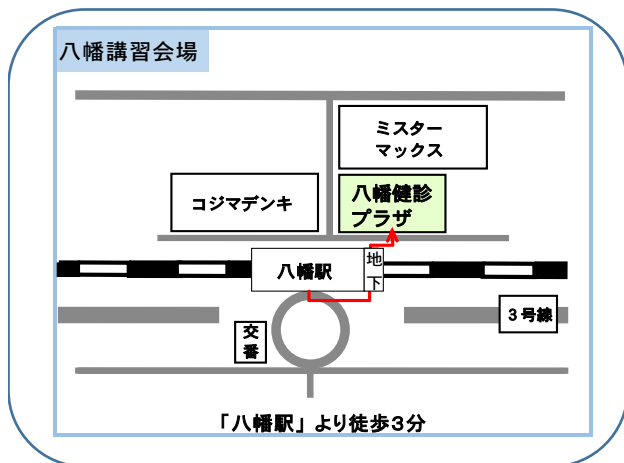 八幡講習会場
ミスター
マックス
コジマデンキ
八幡健診
プラザ
八幡駅
地
下
3号線
交
番
「八幡駅」より徒歩3分